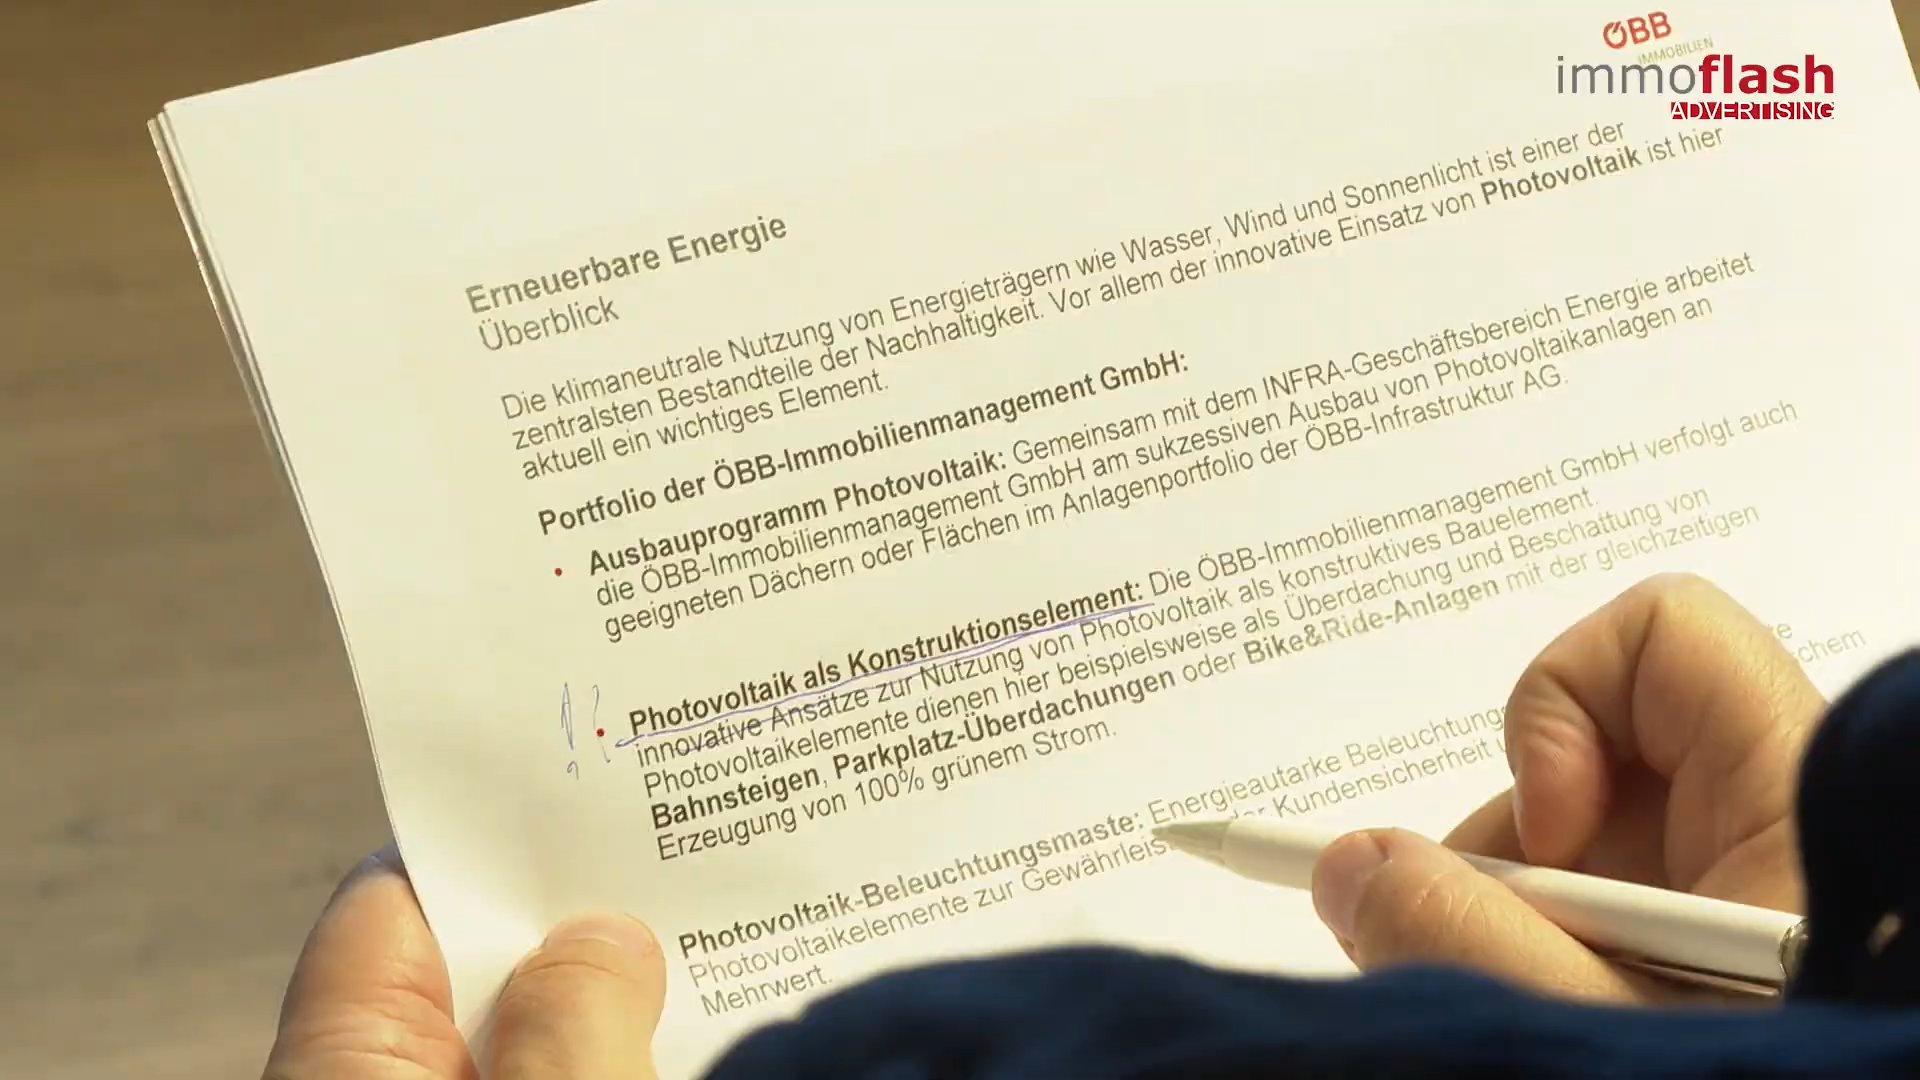 ÖBB
IMMOBILIEN
immoflash
ADVERTISING
Erneuerbare Energie
Überblick
Die klimaneutrale Nutzung von Energieträgern wie Wasser, Wind und Sonnenlicht ist einer der
zentralsten Bestandteile der Nachhaltigkeit. Vor allem der innovative Einsatz von Photovoltaik ist hier
aktuell ein wichtiges Element.
Portfolio der ÖBB-Immobilienmanagement GmbH:
• Ausbauprogramm Photovoltaik: Gemeinsam mit dem INFRA-Geschäftsbereich Energie arbeitet
die ÖBB-Immobilienmanagement GmbH am sukzessiven Ausbau von Photovoltaikanlagen an
geeigneten Dächern oder Flächen im Anlagenportfolio der ÖBB-Infrastruktur AG.
• Photovoltaik als Konstruktionselement: Die ÖBB-Immobilienmanagement GmbH verfolgt auch
innovative Ansätze zur Nutzung von Photovoltaik als konstruktives Bauelement.
Photovoltaikelemente dienen hier beispielsweise als Überdachung und Beschattung von
Bahnsteigen, Parkplatz-Überdachungen oder Bike&Ride-Anlagen mit der gleichzeitigen
Erzeugung von 100% grünem Strom.
Photovoltaik-Beleuchtungsmaste: Energieautarke Beleuchtungs
Photovoltaikelemente zur Gewährleis der Kundensicherheit
Mehrwert.